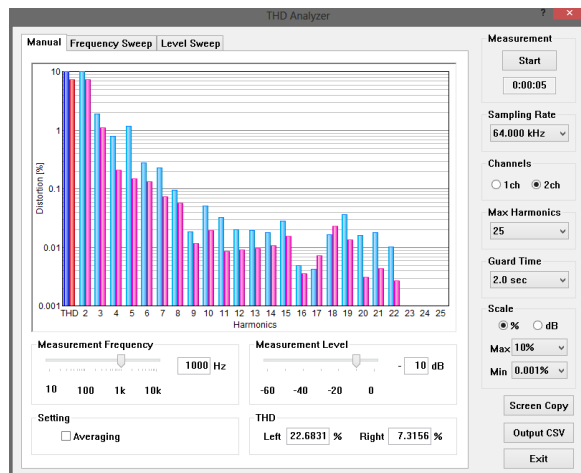 THD Analyzer
? ×
Manual Frequency Sweep Level Sweep
10
1
0.1
0.01
0.001
Distortion [%]
THD 2 3 4 5 6 7 8 9 10 11 12 13 14 15 16 17 18 19 20 21 22 23 24 25
Harmonics
Measurement Frequency
1000 Hz
10 100 1k 10k
Measurement Level
- 10 dB
-60 -40 -20 0
Setting
Averaging
THD
Left 22.6831 % Right 7.3156 %
Measurement
Start
0:00:05
Sampling Rate
64.000 kHz
Channels
1ch 2ch
Max Harmonics
25
Guard Time
2.0 sec
Scale
% dB
Max 10%
Min 0.001%
Screen Copy
Output CSV
Exit